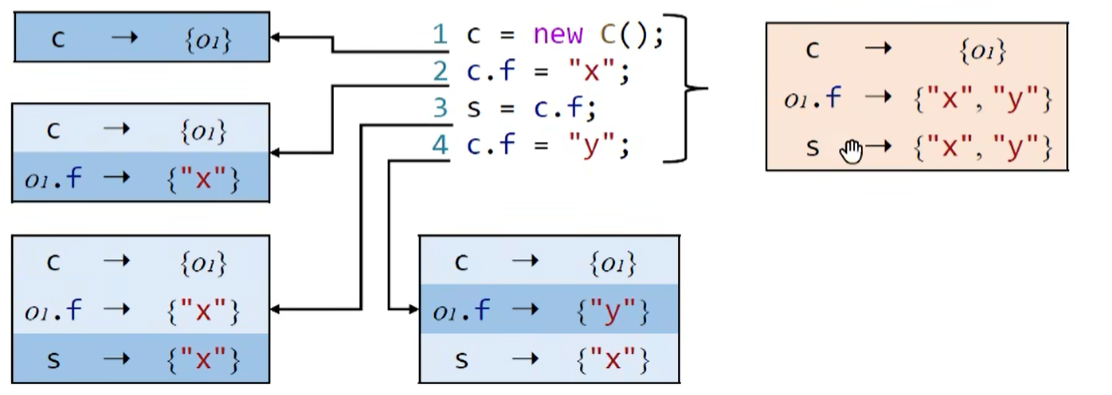 c → {o1}
1 c = new C();
2 c.f = "x";
3 s = c.f;
4 c.f = "y";
c → {o1}
o1.f → {"x", "y"}
s → {"x", "y"}
c → {o1}
o1.f → {"x"}
c → {o1}
o1.f → {"x"}
s → {"x"}
c → {o1}
o1.f → {"y"}
s → {"x"}